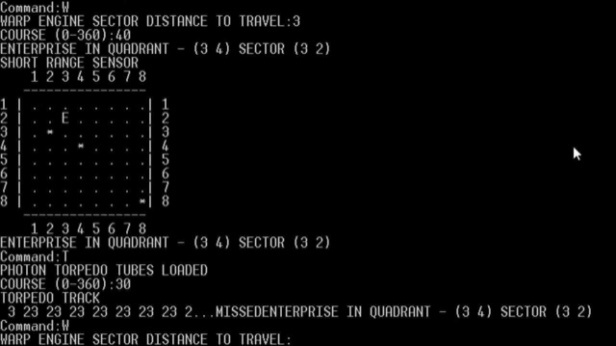 Command:W
WARP ENGINE SECTOR DISTANCE TO TRAVEL:3
COURSE (0-360):40
ENTERPRISE IN QUADRANT - (3 4) SECTOR (3 2)
SHORT RANGE SENSOR
1 2 3 4 5 6 7 8
----------------
1 | . . . . . . . .| 1
2 | . . E . . . . .| 2
3 | . * . . . . . .| 3
4 | . . . * . . . .| 4
5 | . . . . . . . .| 5
6 | . . . . . . . .| 6
7 | . . . . . . . .| 7
8 | . . . . . . . *| 8
----------------
1 2 3 4 5 6 7 8
ENTERPRISE IN QUADRANT - (3 4) SECTOR (3 2)
Command:T
PHOTON TORPEDO TUBES LOADED
COURSE (0-360):30
TORPEDO TRACK
3 23 23 23 23 23 23 23 2...MISSEDENTERPRISE IN QUADRANT - (3 4) SECTOR (3 2)
Command:W
WARP ENGINE SECTOR DISTANCE TO TRAVEL: